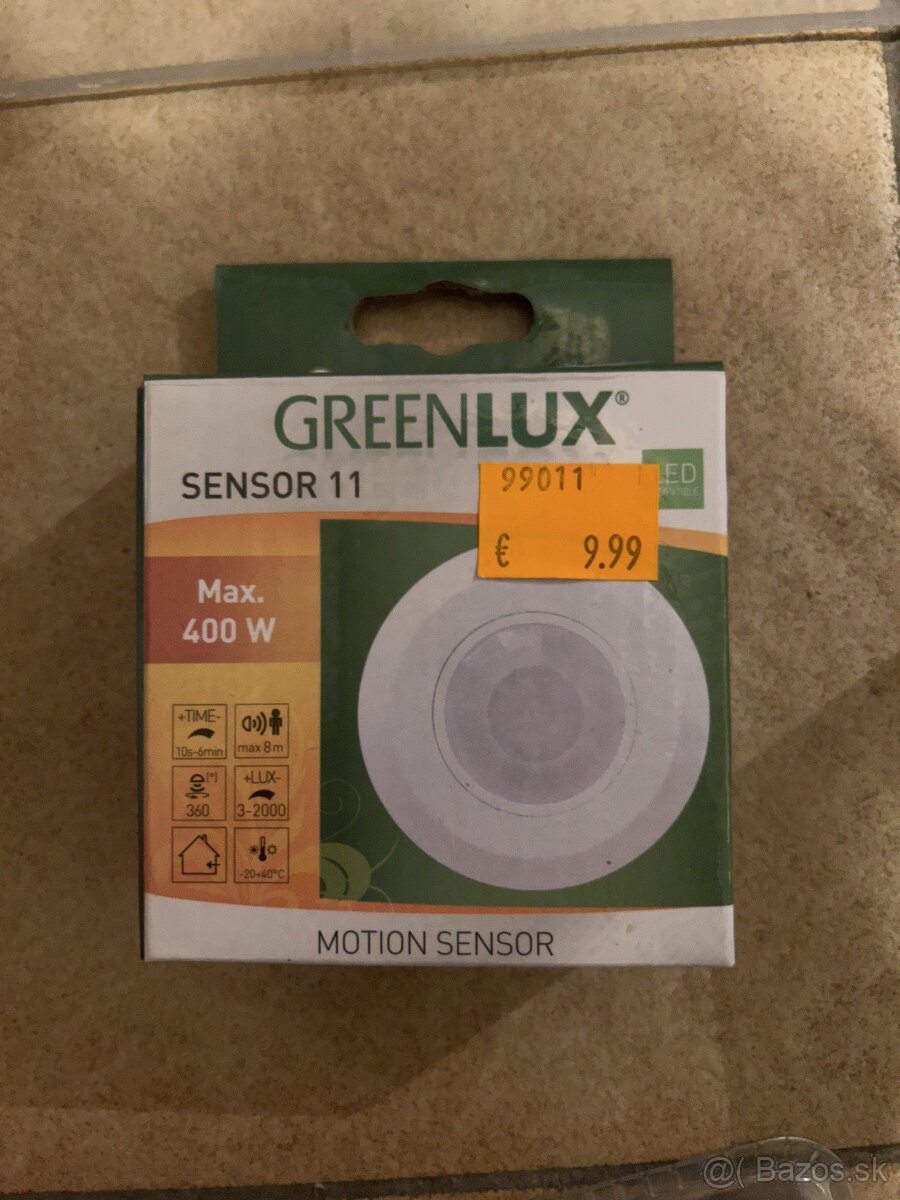 GREENLUX®
SENSOR 11
99011
€ 9.99
LED
Max.
400 W
+TIME-
10s-6min
max 8m
[°]
360
+LUX-
3-2000
-20+40°C
MOTION SENSOR
@( Bazos.sk